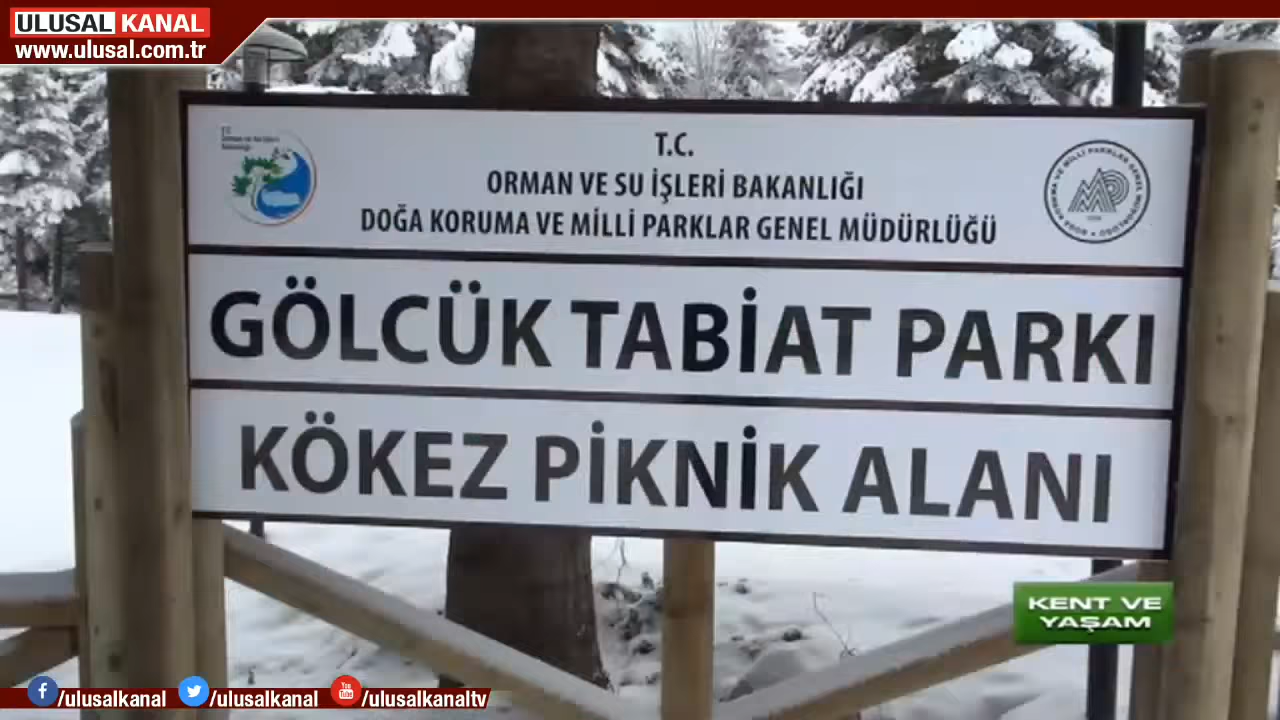 ULUSAL KANAL
www.ulusal.com.tr
T.C.
ORMAN VE SU İŞLERİ BAKANLIĞI
DOĞA KORUMA VE MİLLİ PARKLAR GENEL MÜDÜRLÜĞÜ
GÖLCÜK TABİAT PARKI
KÖKEZ PİKNİK ALANI
KENT VE
YAŞAM
/ulusalkanal /ulusalkanal /ulusalkanaltv